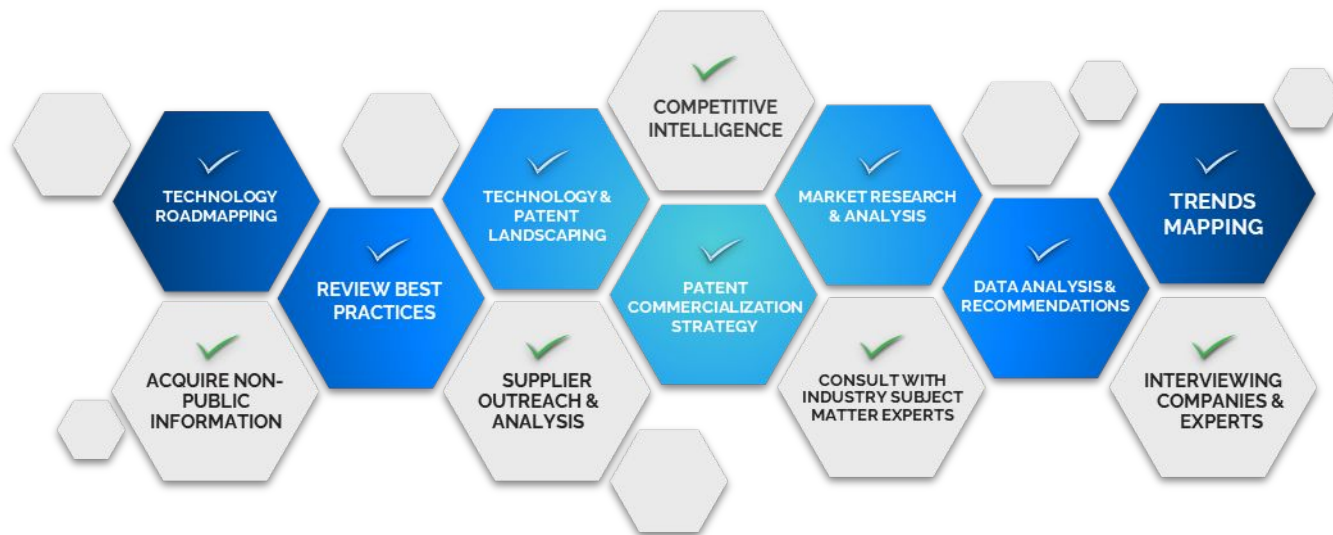 COMPETITIVE
INTELLIGENCE
TECHNOLOGY
ROADMAPPING
TECHNOLOGY &
PATENT
LANDSCAPING
MARKET RESEARCH
& ANALYSIS
TRENDS
MAPPING
REVIEW BEST
PRACTICES
PATENT
COMMERCIALIZATION
STRATEGY
DATA ANALYSIS &
RECOMMENDATIONS
ACQUIRE NON-
PUBLIC
INFORMATION
SUPPLIER
OUTREACH &
ANALYSIS
CONSULT WITH
INDUSTRY SUBJECT
MATTER EXPERTS
INTERVIEWING
COMPANIES &
EXPERTS